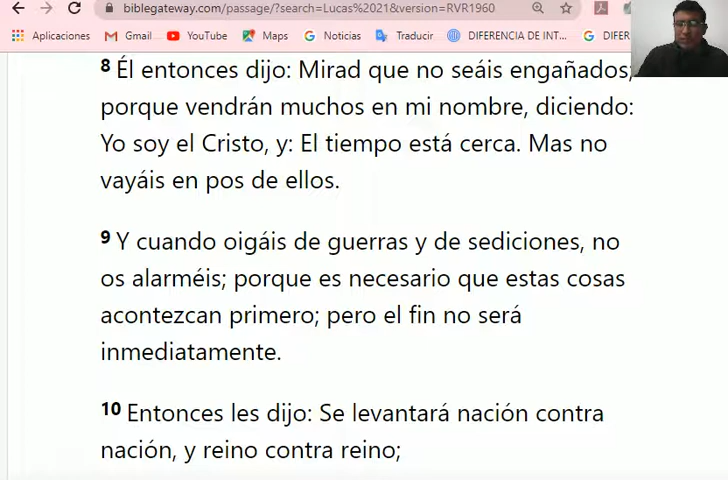 biblegateway.com/passage/?search=Lucas%2021&version=RVR1960
Aplicaciones Gmail YouTube Maps Noticias Traducir DIFERENCIA DE INT... DIFER
8 Él entonces dijo: Mirad que no seáis engañados;
porque vendrán muchos en mi nombre, diciendo:
Yo soy el Cristo, y: El tiempo está cerca. Mas no
vayáis en pos de ellos.
9 Y cuando oigáis de guerras y de sediciones, no
os alarméis; porque es necesario que estas cosas
acontezcan primero; pero el fin no será
inmediatamente.
10 Entonces les dijo: Se levantará nación contra
nación, y reino contra reino;